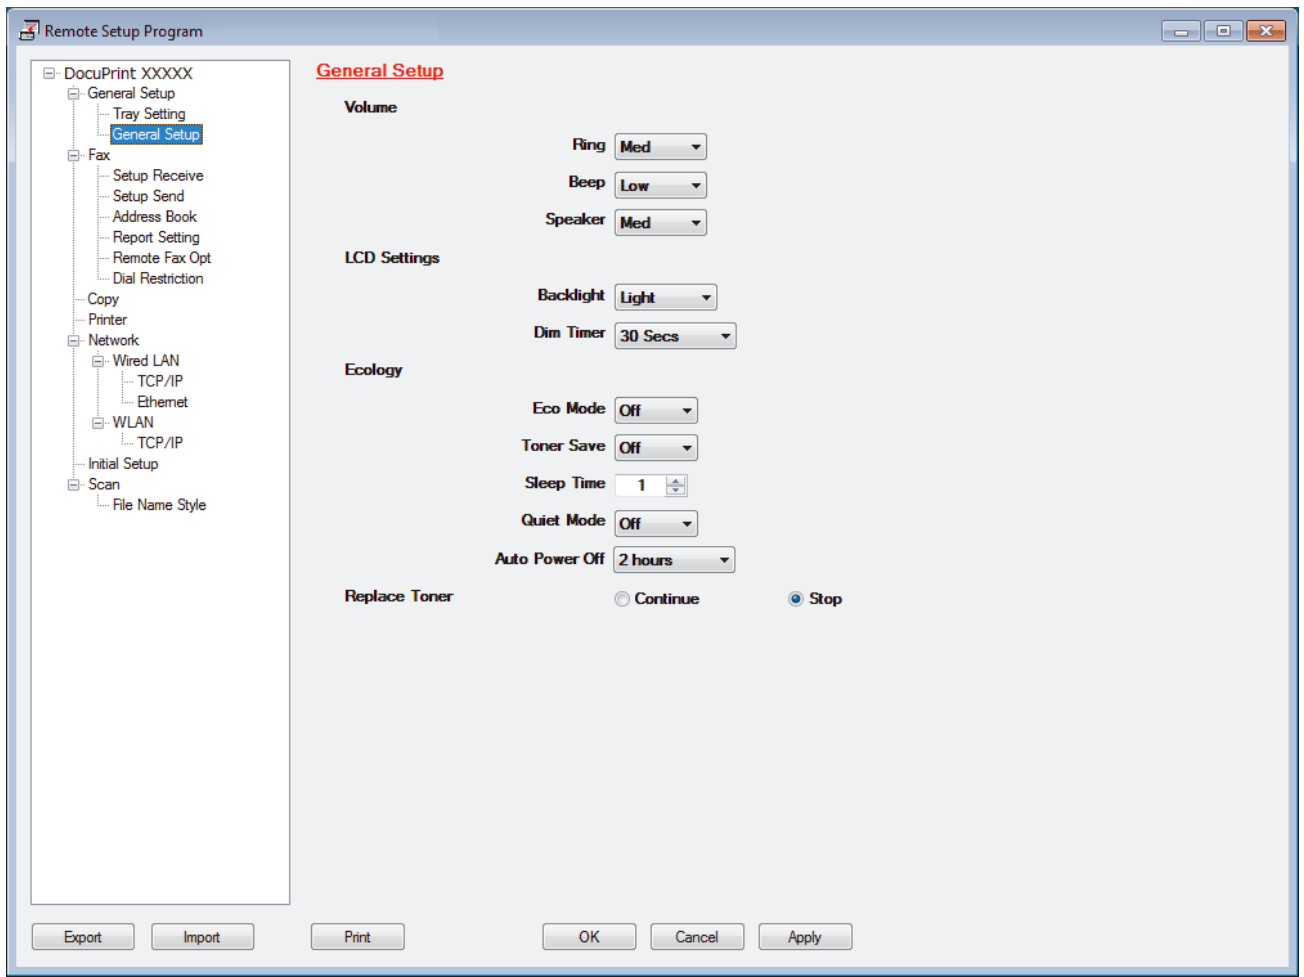 Remote Setup Program
DocuPrint XXXXX
General Setup
Tray Setting
General Setup
Fax
Setup Receive
Setup Send
Address Book
Report Setting
Remote Fax Opt
Dial Restriction
Copy
Printer
Network
Wired LAN
TCP/IP
Ethernet
WLAN
TCP/IP
Initial Setup
Scan
File Name Style
General Setup
Volume
Ring Med
Beep Low
Speaker Med
LCD Settings
Backlight Light
Dim Timer 30 Secs
Ecology
Eco Mode Off
Toner Save Off
Sleep Time 1
Quiet Mode Off
Auto Power Off 2 hours
Replace Toner Continue Stop
Export Import Print OK Cancel Apply